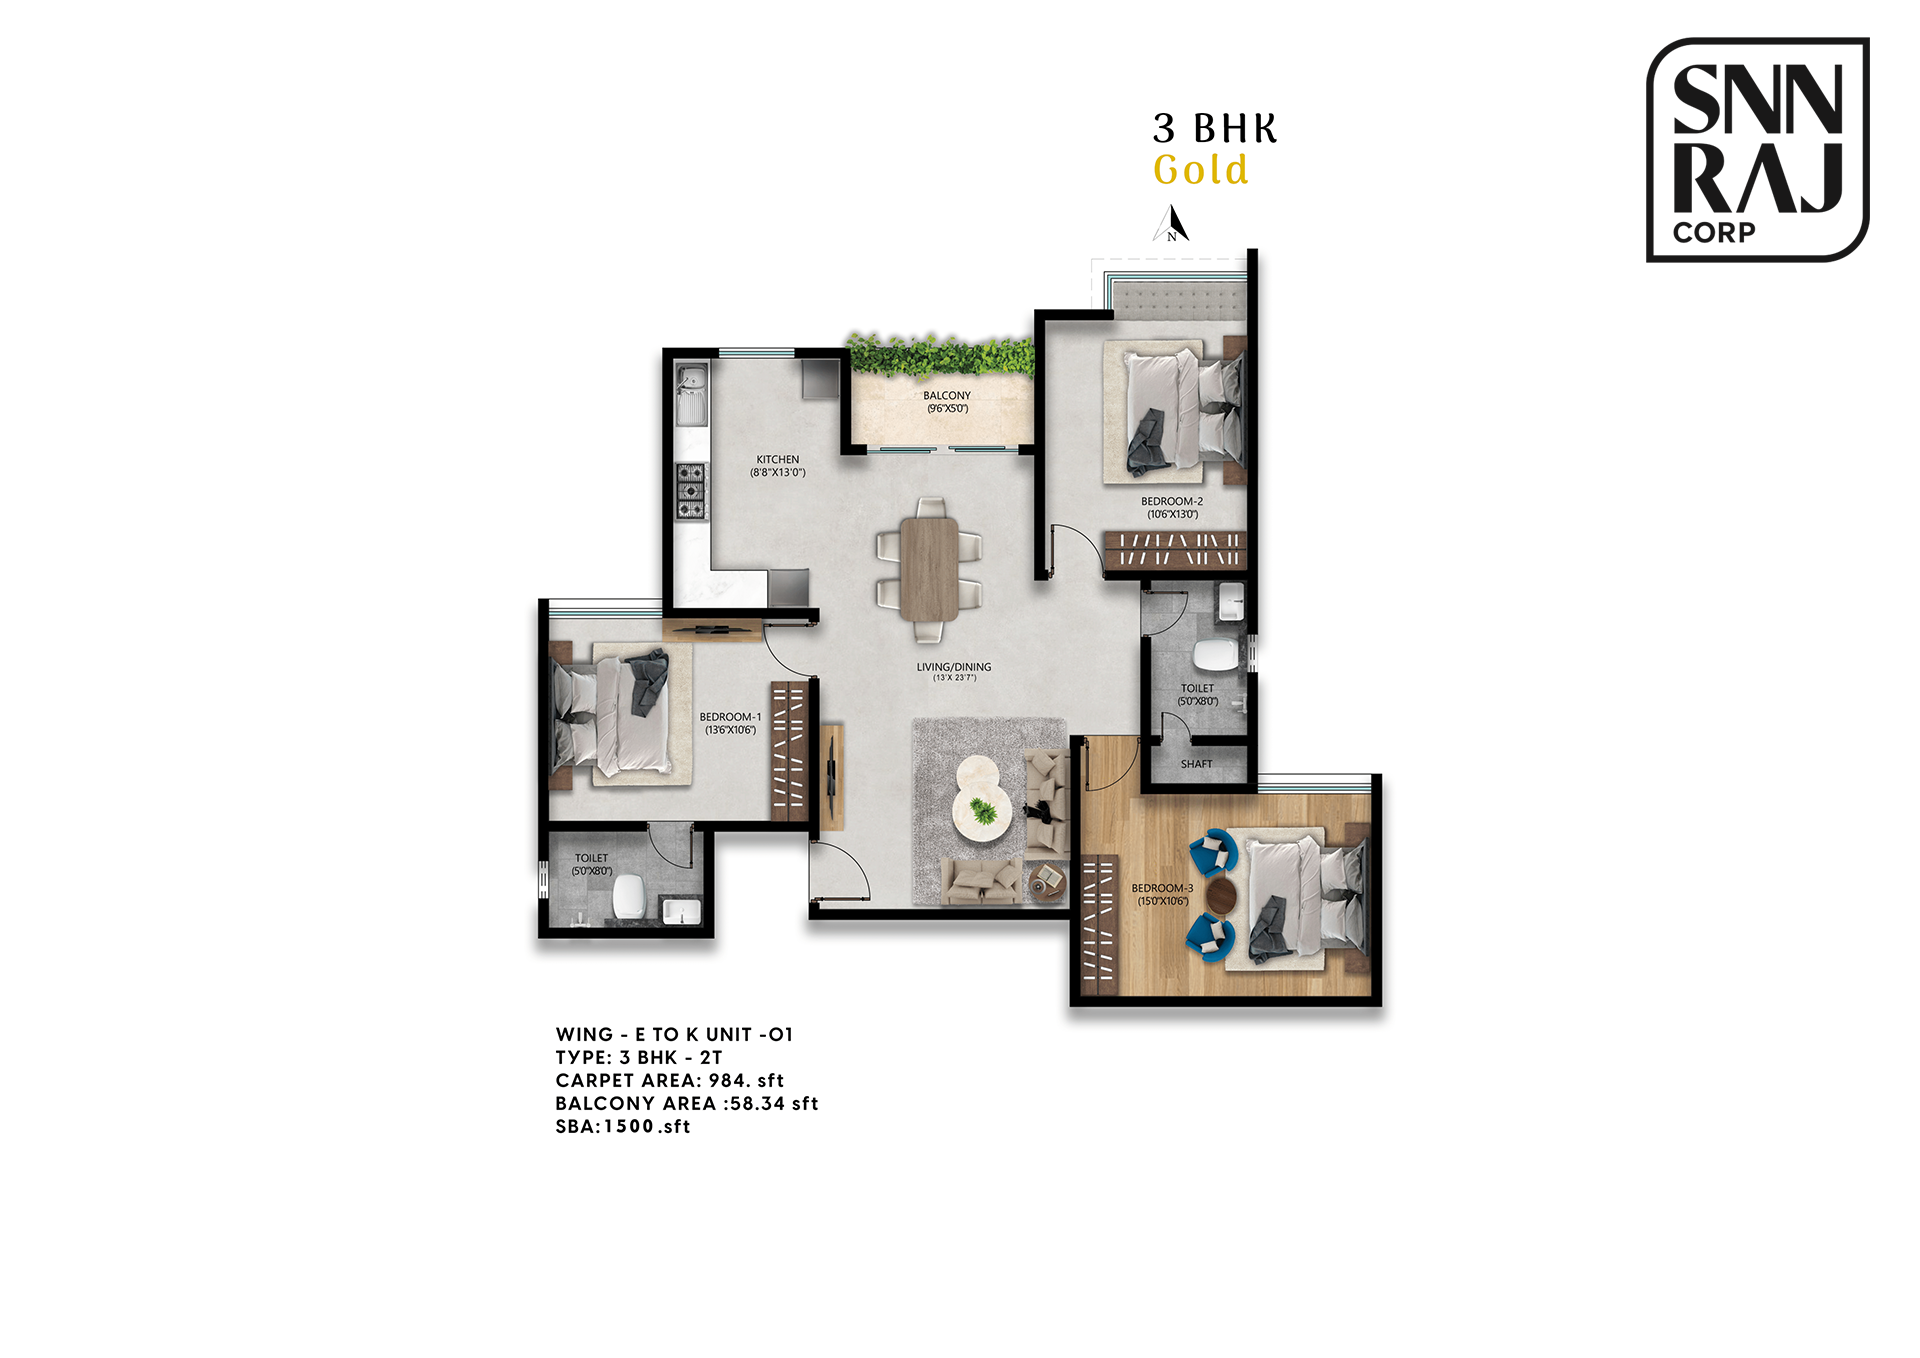 SNN
RAJ
CORP
3 BHK
Gold
N
BALCONY
(9'6"X5'0")
KITCHEN
(8'8"X13'0")
BEDROOM-2
(10'6"X13'0")
LIVING/DINING
(13'X 23'7")
TOILET
(5'0"X8'0")
BEDROOM-1
(13'6"X10'6")
SHAFT
TOILET
(5'0"X8'0")
BEDROOM-3
(15'0"X10'6")
WING - E TO K UNIT -O1
TYPE: 3 BHK - 2T
CARPET AREA: 984. sft
BALCONY AREA :58.34 sft
SBA:1500.sft